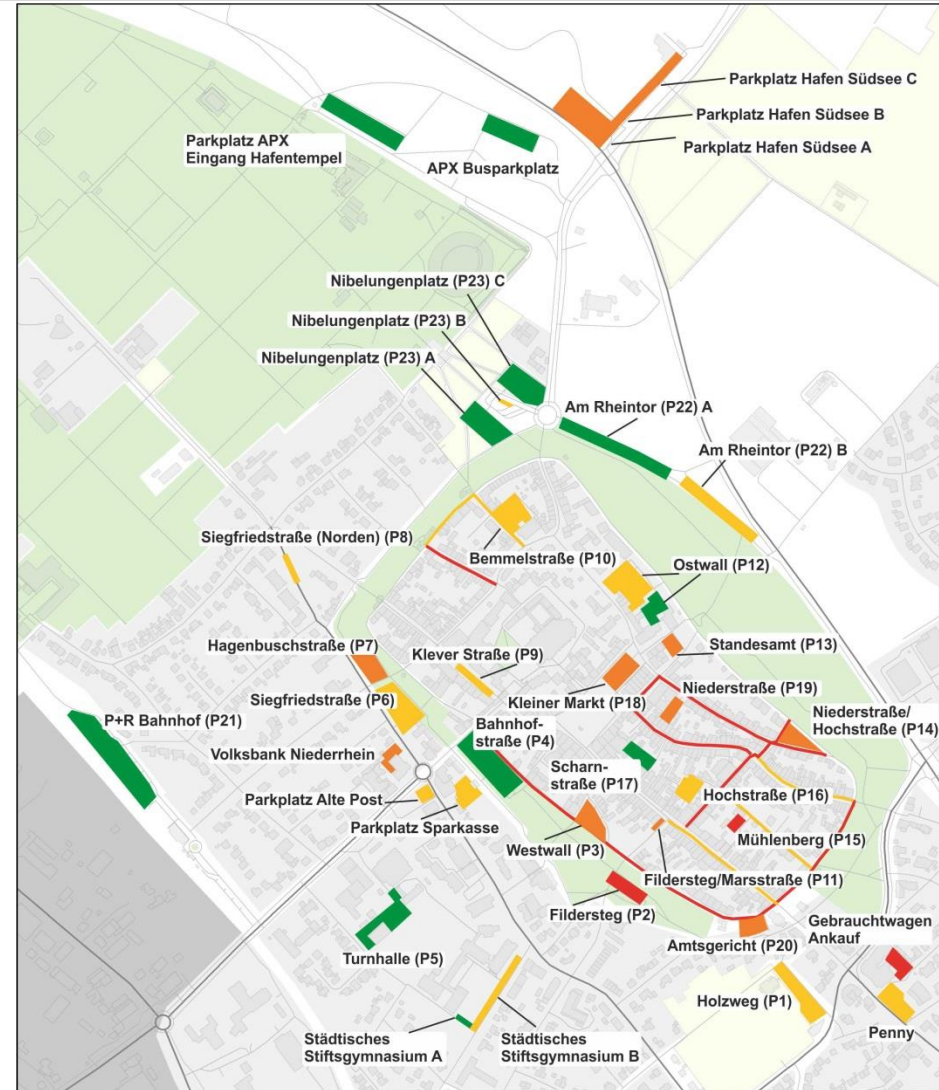 Parkplatz Hafen Südsee C
Parkplatz Hafen Südsee B
Parkplatz Hafen Südsee A
Parkplatz APX
Eingang Hafentempel
APX Busparkplatz
Nibelungenplatz (P23) C
Nibelungenplatz (P23) B
Nibelungenplatz (P23) A
Am Rheintor (P22) A
Am Rheintor (P22) B
Siegfriedstraße (Norden) (P8)
Bemmelstraße (P10)
Ostwall (P12)
Hagenbuschstraße (P7)
Klever Straße (P9)
Standesamt (P13)
Kleiner Markt (P18)
Niederstraße (P19)
Siegfriedstraße (P6)
P+R Bahnhof (P21)
Bahnhof-
straße (P4)
Niederstraße/
Hochstraße (P14)
Volksbank Niederrhein
Scharn-
straße (P17)
Parkplatz Alte Post
Hochstraße (P16)
Parkplatz Sparkasse
Mühlenberg (P15)
Westwall (P3)
Fildersteg/Marsstraße (P11)
Fildersteg (P2)
Gebrauchtwagen
Ankauf
Amtsgericht (P20)
Turnhalle (P5)
Holzweg (P1)
Penny
Städtisches
Stiftsgymnasium A
Städtisches
Stiftsgymnasium B